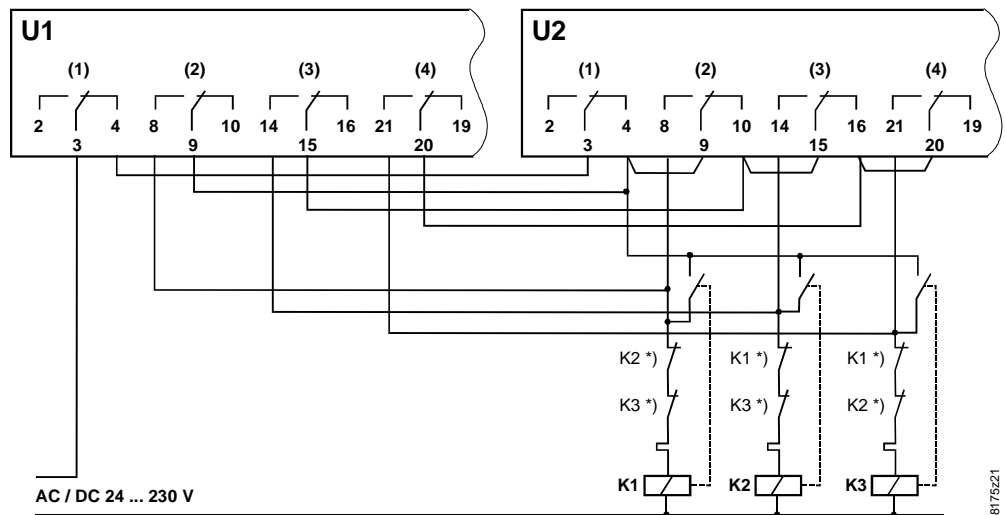 U1 U2
(1) (2) (3) (4) (1) (2) (3) (4)
2 4 8 10 14 16 21 19 2 4 8 10 14 16 21 19
3 9 15 20 3 9 15 20
K2 *) K1 *) K1 *)
K3 *) K3 *) K2 *)
K1 K2 K3
AC / DC 24 ... 230 V
8175z21